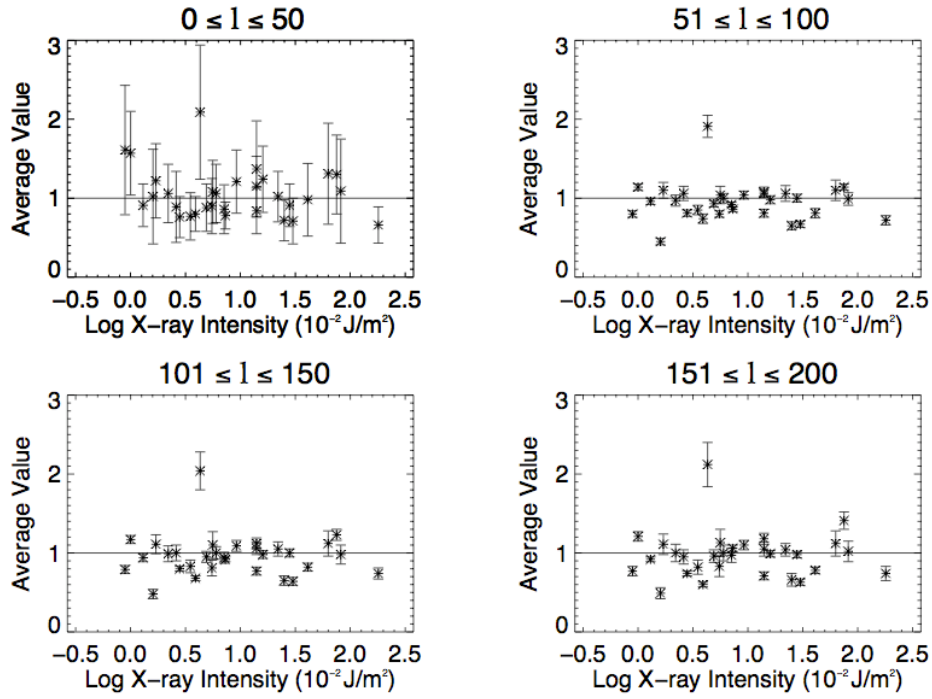 0 ≤ l ≤ 50
3
2
1
0
Average Value
−0.5 0.0 0.5 1.0 1.5 2.0 2.5
Log X−ray Intensity (10⁻² J/m²)
51 ≤ l ≤ 100
3
2
1
0
Average Value
−0.5 0.0 0.5 1.0 1.5 2.0 2.5
Log X−ray Intensity (10⁻² J/m²)
101 ≤ l ≤ 150
3
2
1
0
Average Value
−0.5 0.0 0.5 1.0 1.5 2.0 2.5
Log X−ray Intensity (10⁻² J/m²)
151 ≤ l ≤ 200
3
2
1
0
Average Value
−0.5 0.0 0.5 1.0 1.5 2.0 2.5
Log X−ray Intensity (10⁻² J/m²)